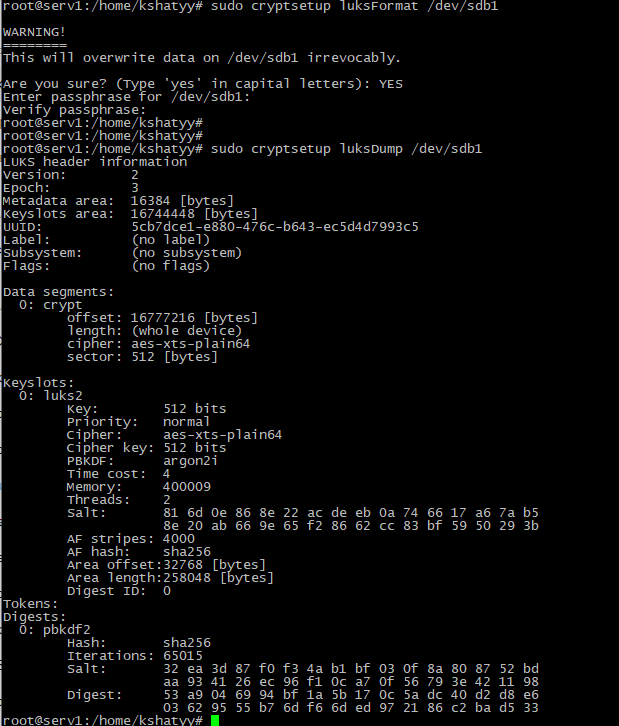 root@serv1:/home/kshatyy# sudo cryptsetup luksFormat /dev/sdb1
WARNING!
========
This will overwrite data on /dev/sdb1 irrevocably.
Are you sure? (Type 'yes' in capital letters): YES
Enter passphrase for /dev/sdb1:
Verify passphrase:
root@serv1:/home/kshatyy#
root@serv1:/home/kshatyy#
root@serv1:/home/kshatyy# sudo cryptsetup luksDump /dev/sdb1
LUKS header information
Version:        2
Epoch:          3
Metadata area:  16384 [bytes]
Keyslots area:  16744448 [bytes]
UUID:           5cb7dce1-e880-476c-b643-ec5d4d7993c5
Label:          (no label)
Subsystem:      (no subsystem)
Flags:          (no flags)
Data segments:
  0: crypt
        offset: 16777216 [bytes]
        length: (whole device)
        cipher: aes-xts-plain64
        sector: 512 [bytes]
Keyslots:
  0: luks2
        Key:        512 bits
        Priority:   normal
        Cipher:     aes-xts-plain64
        Cipher key: 512 bits
        PBKDF:      argon2i
        Time cost:  4
        Memory:     400009
        Threads:    2
        Salt:       81 6d 0e 86 8e 22 ac de eb 0a 74 66 17 a6 7a b5
                    8e 20 ab 66 9e 65 f2 86 62 cc 83 bf 59 50 29 3b
        AF stripes: 4000
        AF hash:    sha256
        Area offset:32768 [bytes]
        Area length:258048 [bytes]
        Digest ID:  0
Tokens:
Digests:
  0: pbkdf2
        Hash:       sha256
        Iterations: 65015
        Salt:       32 ea 3d 87 f0 f3 4a b1 bf 03 0f 8a 80 87 52 bd
                    aa 93 41 26 ec 96 f1 0c a7 0f 56 79 3e 42 11 98
        Digest:     53 a9 04 69 94 bf 1a 5b 17 0c 5a dc 40 d2 d8 e6
                    03 62 95 55 b7 6d f6 6d ed 97 21 86 c2 ba d5 33
root@serv1:/home/kshatyy#